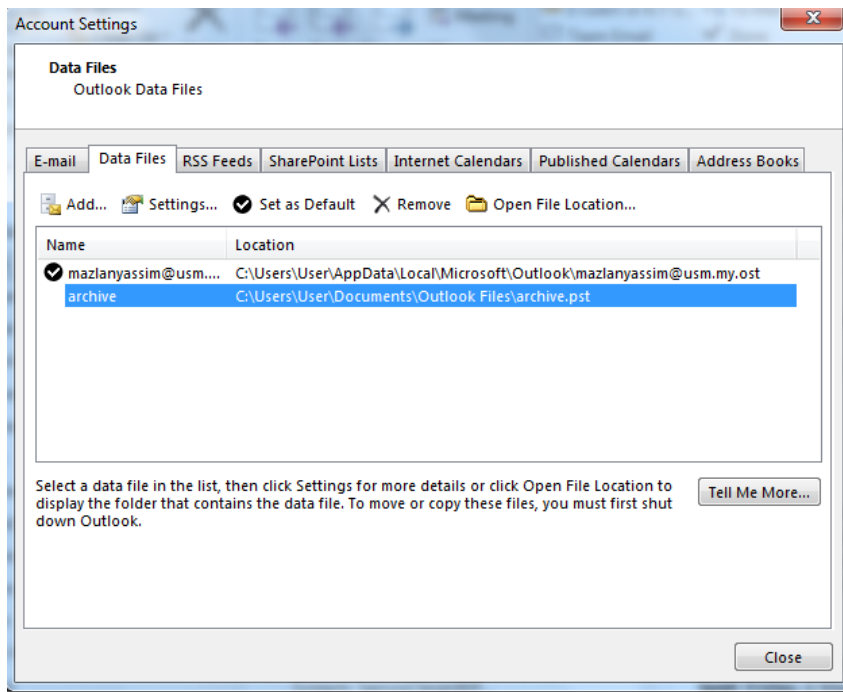 Account Settings
Data Files
Outlook Data Files
E-mail Data Files RSS Feeds SharePoint Lists Internet Calendars Published Calendars Address Books
Add... Settings... Set as Default Remove Open File Location...
Name Location
mazlanyassim@usm.... C:\Users\User\AppData\Local\Microsoft\Outlook\mazlanyassim@usm.my.ost
archive C:\Users\User\Documents\Outlook Files\archive.pst
Select a data file in the list, then click Settings for more details or click Open File Location to
display the folder that contains the data file. To move or copy these files, you must first shut
down Outlook.
Tell Me More...
Close